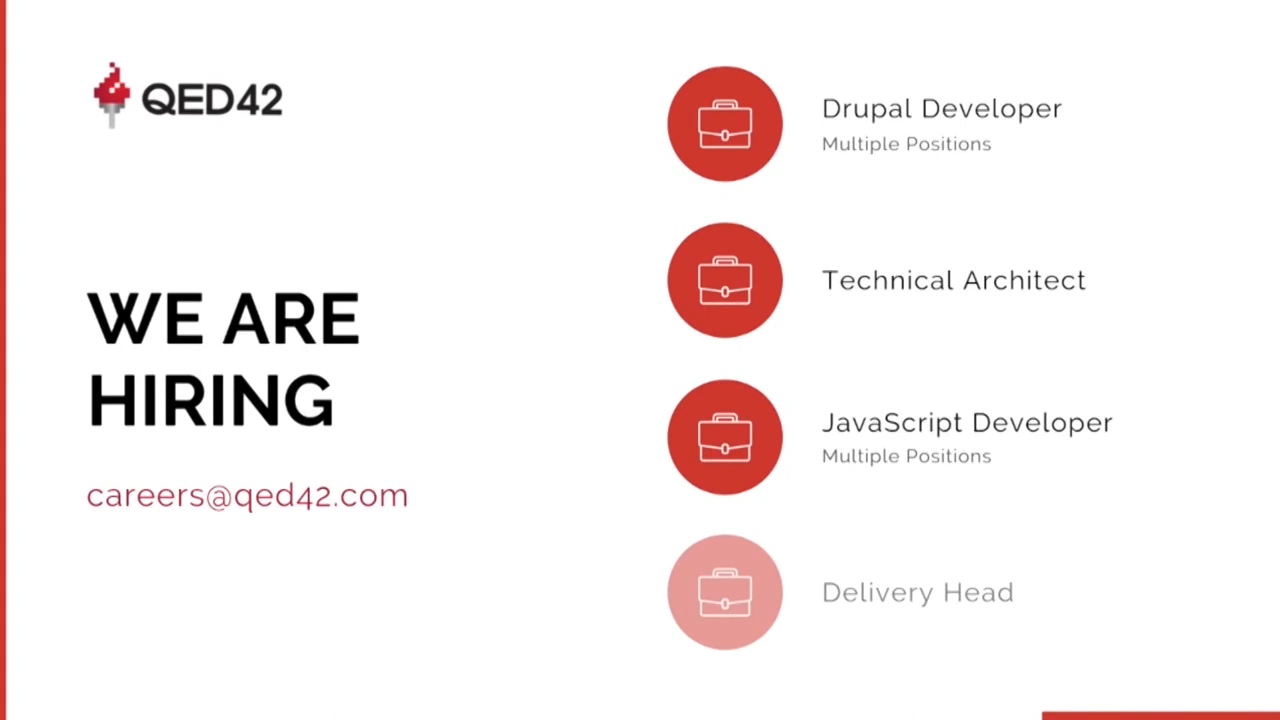 QED42
WE ARE
HIRING
careers@qed42.com
Drupal Developer
Multiple Positions
Technical Architect
JavaScript Developer
Multiple Positions
Delivery Head